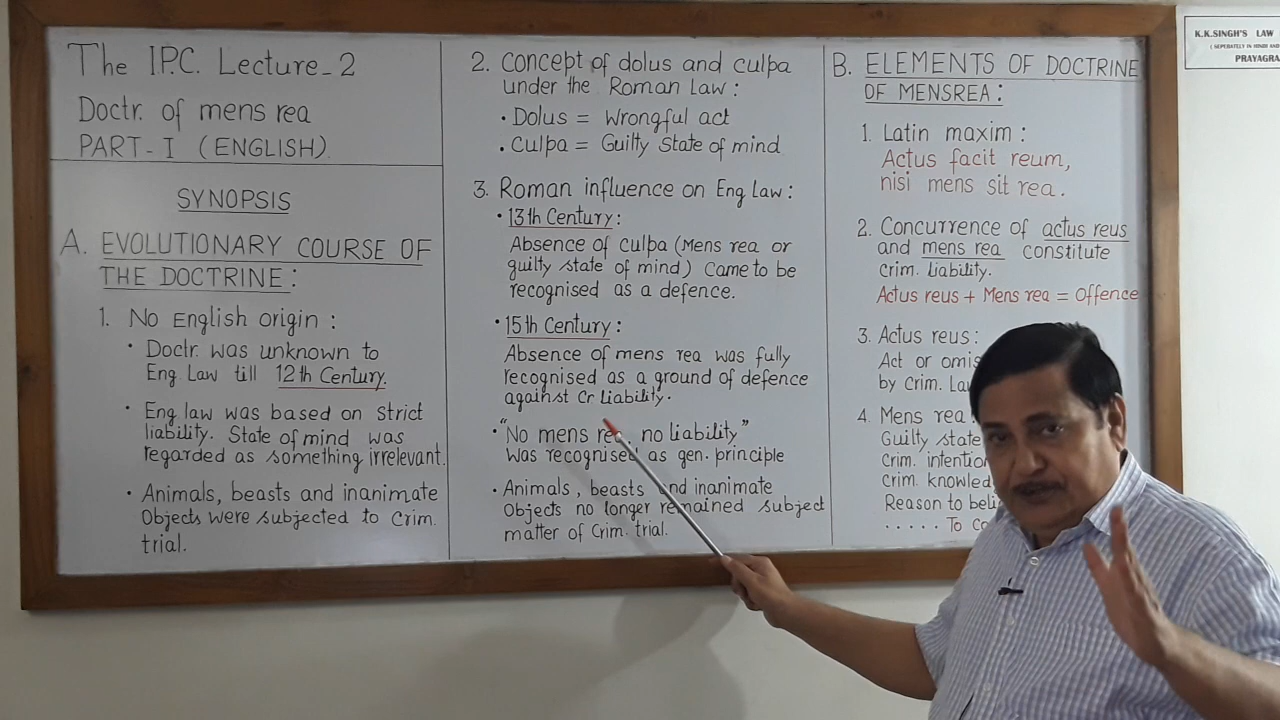 The I.P.C. Lecture-2
Doctr. of mens rea
PART-I (ENGLISH)
SYNOPSIS
A. EVOLUTIONARY COURSE OF
THE DOCTRINE:
1. No English origin:
• Doctr. was unknown to
Eng Law till 12th Century.
• Eng law was based on strict
liability. State of mind was
regarded as something irrelevant.
• Animals, beasts and inanimate
Objects were subjected to Crim.
trial.
2. Concept of dolus and culpa
under the Roman Law:
• Dolus = Wrongful act
• Culpa = Guilty State of mind
3. Roman influence on Eng Law:
• 13th Century:
Absence of culpa (Mens rea or
guilty state of mind) Came to be
recognised as a defence.
• 15th Century:
Absence of mens rea was fully
recognised as a ground of defence
against Cr Liability.
• "No mens rea, no liability"
Was recognised as gen. principle
• Animals, beasts and inanimate
Objects no longer remained subject
matter of Crim. trial.
B. ELEMENTS OF DOCTRINE
OF MENSREA:
1. Latin maxim:
Actus facit reum,
nisi mens sit rea.
2. Concurrence of actus reus
and mens rea constitute
Crim. liability.
Actus reus + Mens rea = Offence
3. Actus reus:
Act or
by Crim.
4. Mens rea
Guilty state
Crim. intention
Crim.
Reason to
..... To
K.K.SINGH'S LAW
( SEPERATELY IN HINDI AND